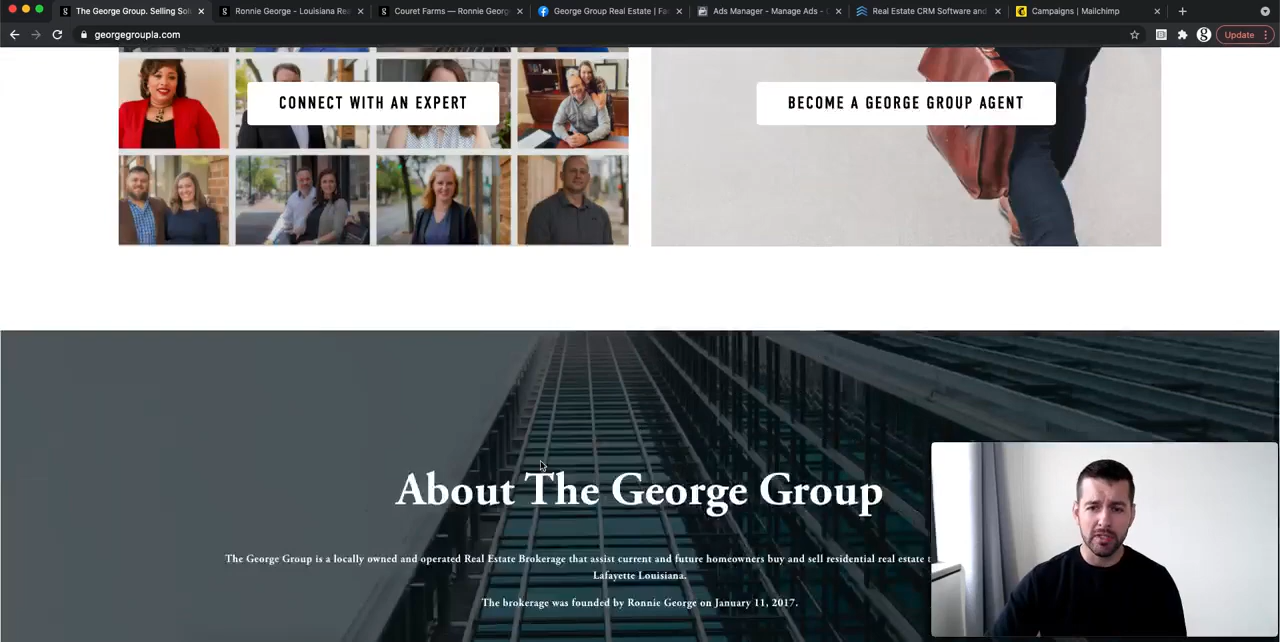 The George Group. Selling Sol
Ronnie George - Louisiana Rea
Couret Farms — Ronnie George
George Group Real Estate | Fac
Ads Manager - Manage Ads - C
Real Estate CRM Software and
Campaigns | Mailchimp
georgegroupla.com
Update
CONNECT WITH AN EXPERT
BECOME A GEORGE GROUP AGENT
About The George Group
The George Group is a locally owned and operated Real Estate Brokerage that assist current and future homeowners buy and sell residential real estate
Lafayette Louisiana.
The brokerage was founded by Ronnie George on January 11, 2017.